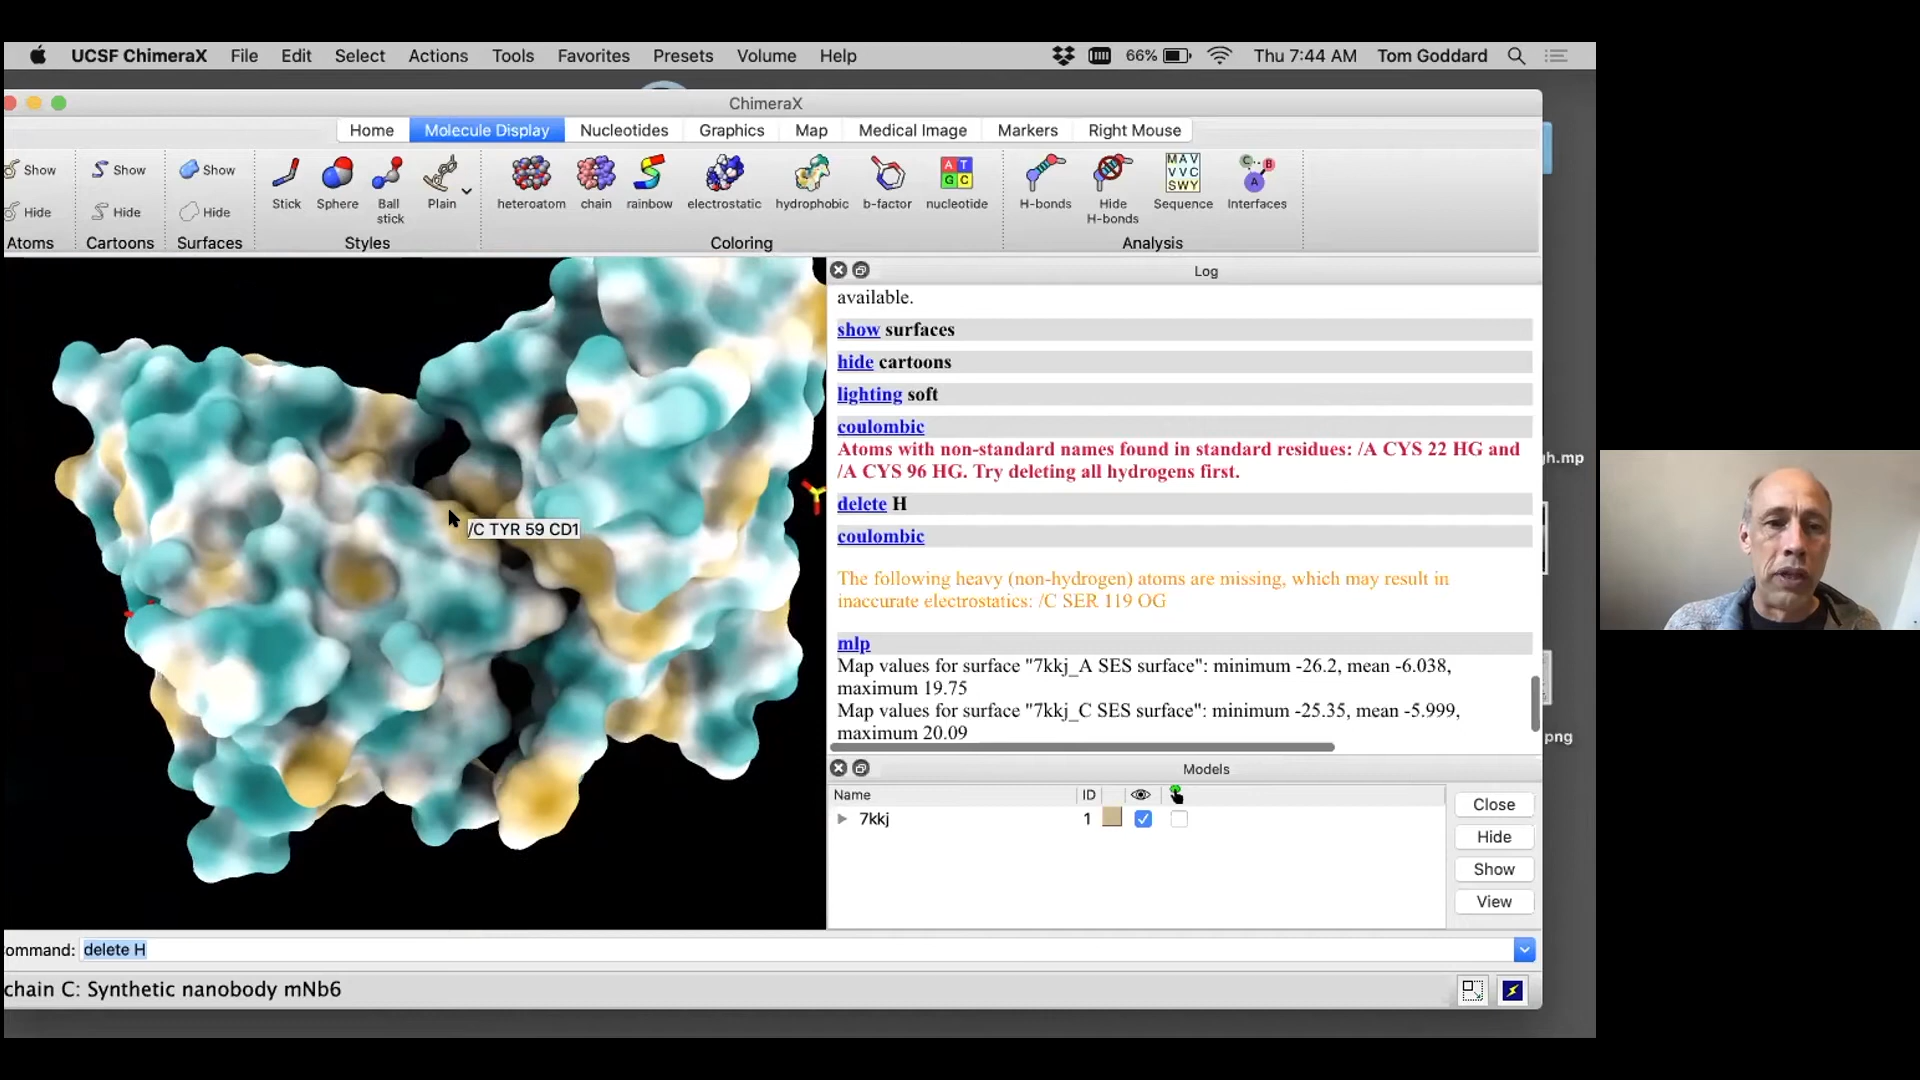 UCSF ChimeraX File Edit Select Actions Tools Favorites Presets Volume Help 66% Thu 7:44 AM Tom Goddard
ChimeraX
Home Molecule Display Nucleotides Graphics Map Medical Image Markers Right Mouse
Show Show Show
Hide Hide Hide
Atoms Cartoons Surfaces
Stick Sphere Ball stick Plain
Styles
heteroatom chain rainbow electrostatic hydrophobic b-factor nucleotide
A T
G C
Coloring
H-bonds Hide H-bonds Sequence Interfaces
MAV
VVC
SWY
C B
A
Analysis
/C TYR 59 CD1
Log
available.
show surfaces
hide cartoons
lighting soft
coulombic
Atoms with non-standard names found in standard residues: /A CYS 22 HG and
/A CYS 96 HG. Try deleting all hydrogens first.
delete H
coulombic
The following heavy (non-hydrogen) atoms are missing, which may result in
inaccurate electrostatics: /C SER 119 OG
mlp
Map values for surface "7kkj_A SES surface": minimum -26.2, mean -6.038,
maximum 19.75
Map values for surface "7kkj_C SES surface": minimum -25.35, mean -5.999,
maximum 20.09
Models
Name ID
7kkj 1
Close
Hide
Show
View
gh.mp
png
ommand: delete H
chain C: Synthetic nanobody mNb6